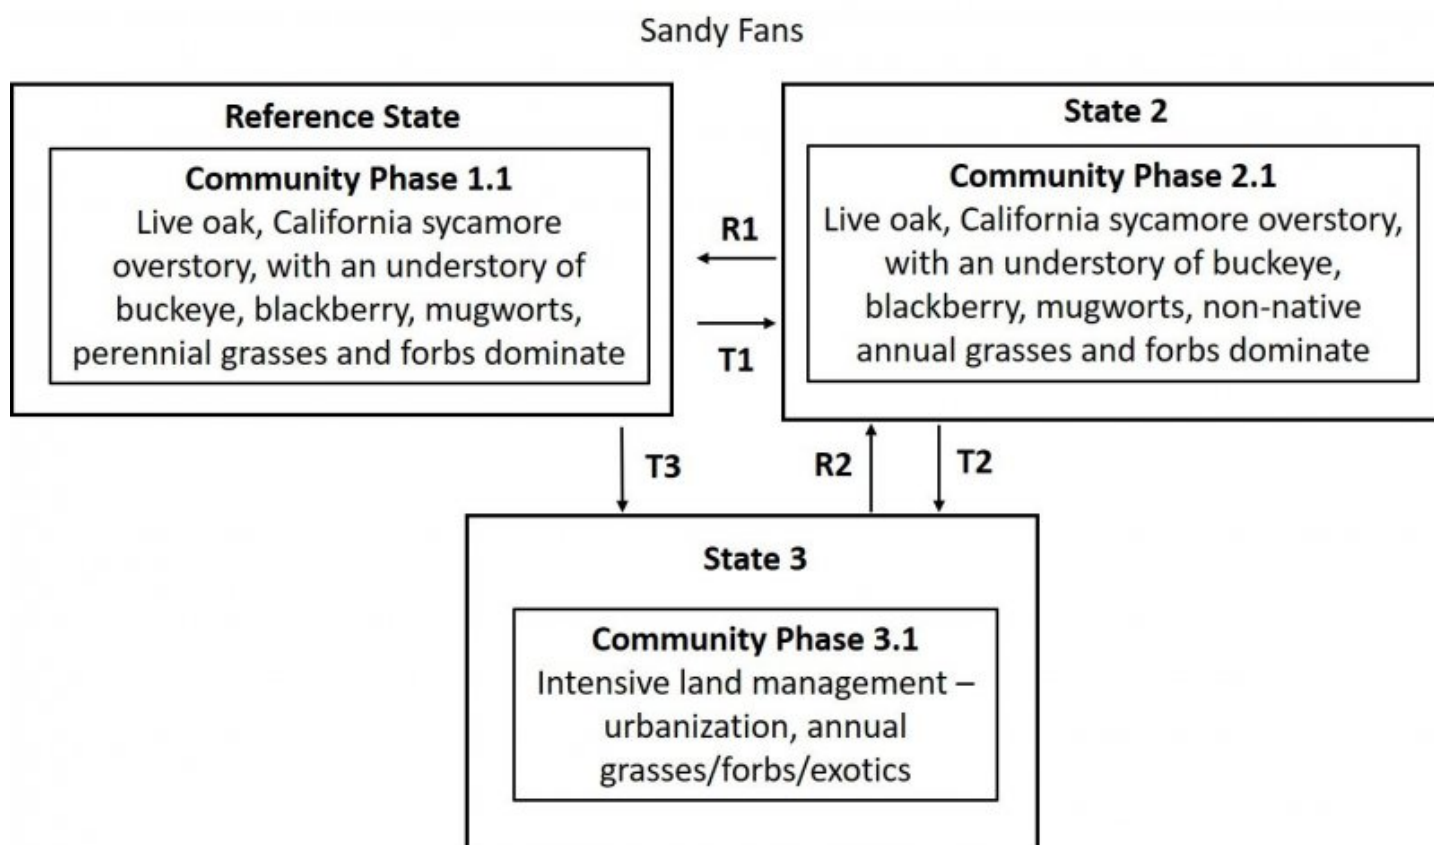 Sandy Fans
Reference State
Community Phase 1.1
Live oak, California sycamore
overstory, with an understory of
buckeye, blackberry, mugworts,
perennial grasses and forbs dominate
R1
T1
State 2
Community Phase 2.1
Live oak, California sycamore overstory,
with an understory of buckeye,
blackberry, mugworts, non-native
annual grasses and forbs dominate
T3
R2
T2
State 3
Community Phase 3.1
Intensive land management –
urbanization, annual
grasses/forbs/exotics